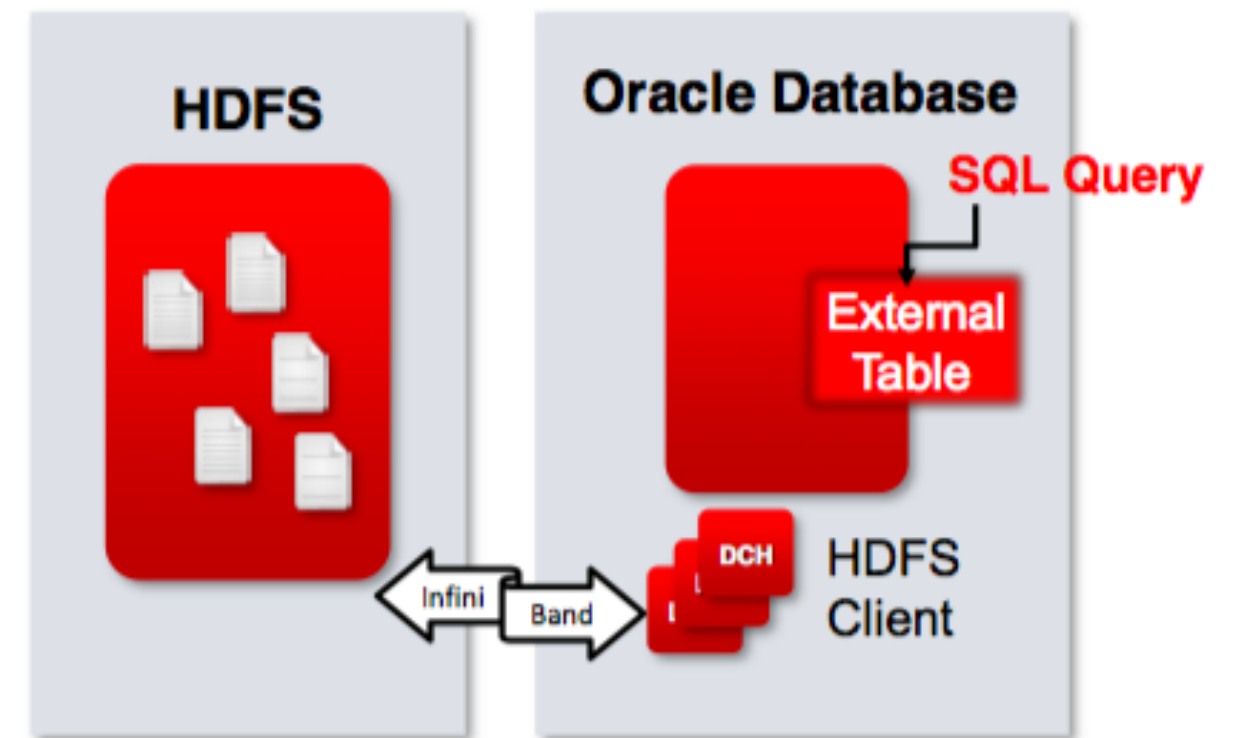 HDFS
Oracle Database
SQL Query
External
Table
DCH
HDFS
Client
Infini
Band